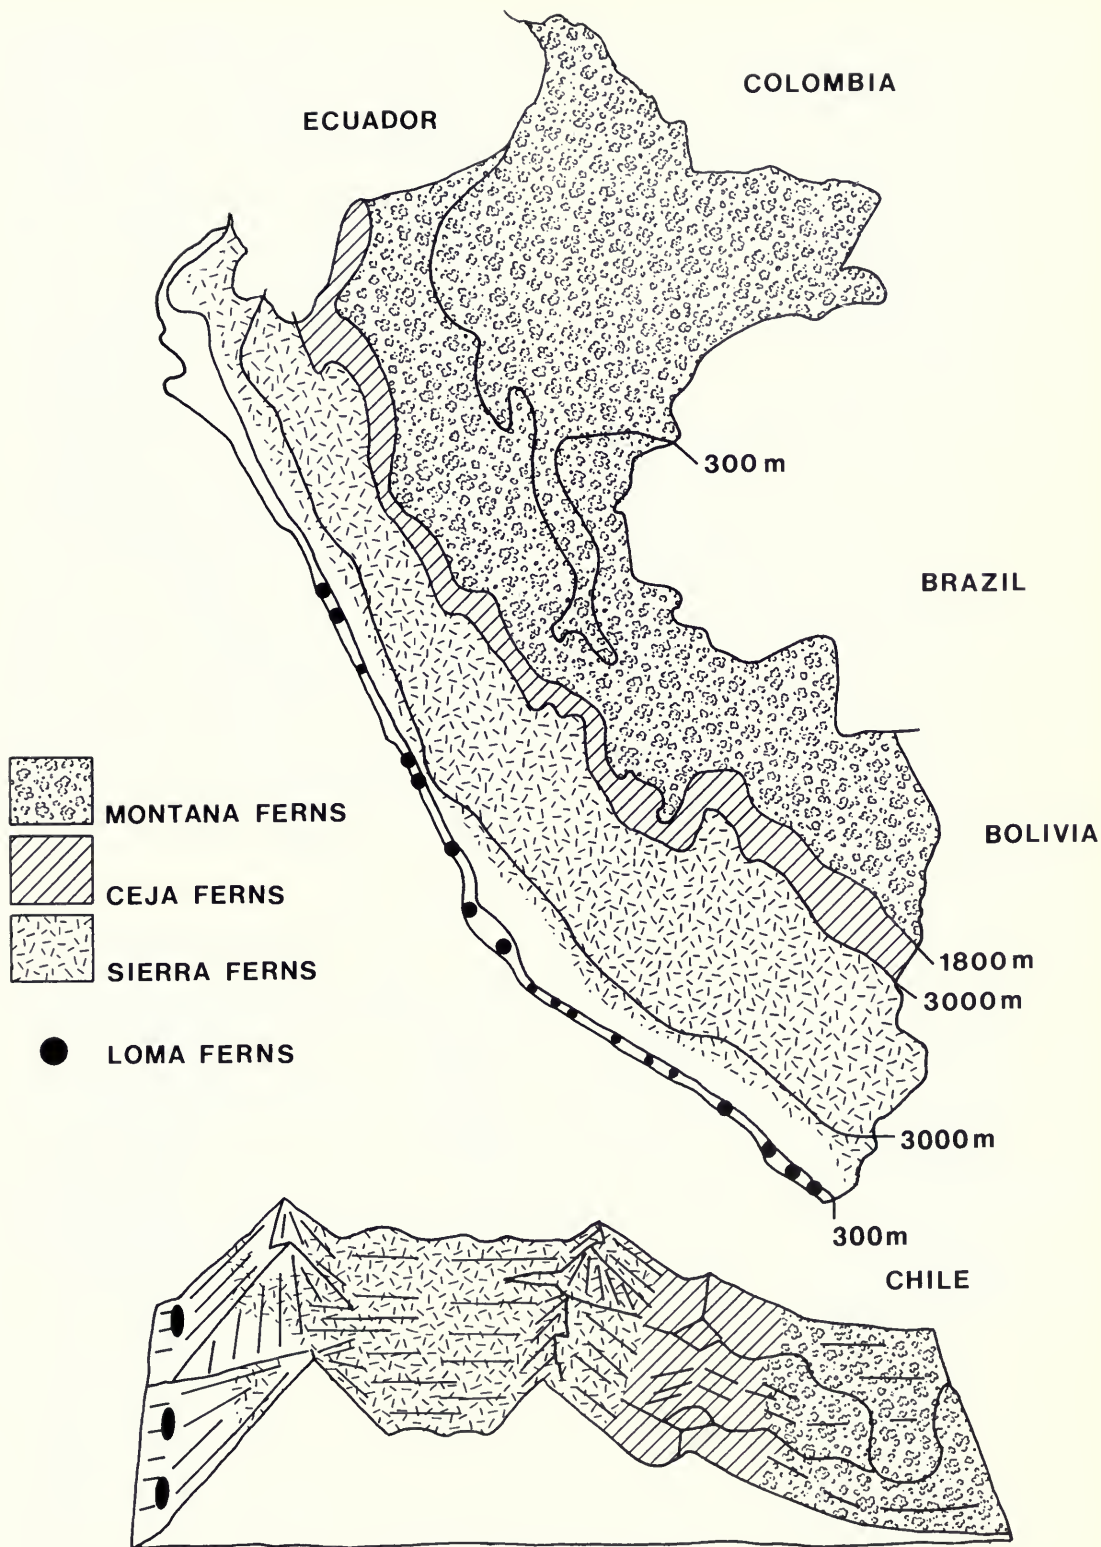 COLOMBIA
ECUADOR
300 m
BRAZIL
MONTANA FERNS
BOLIVIA
CEJA FERNS
SIERRA FERNS
1800 m
3000 m
LOMA FERNS
3000 m
300 m
CHILE